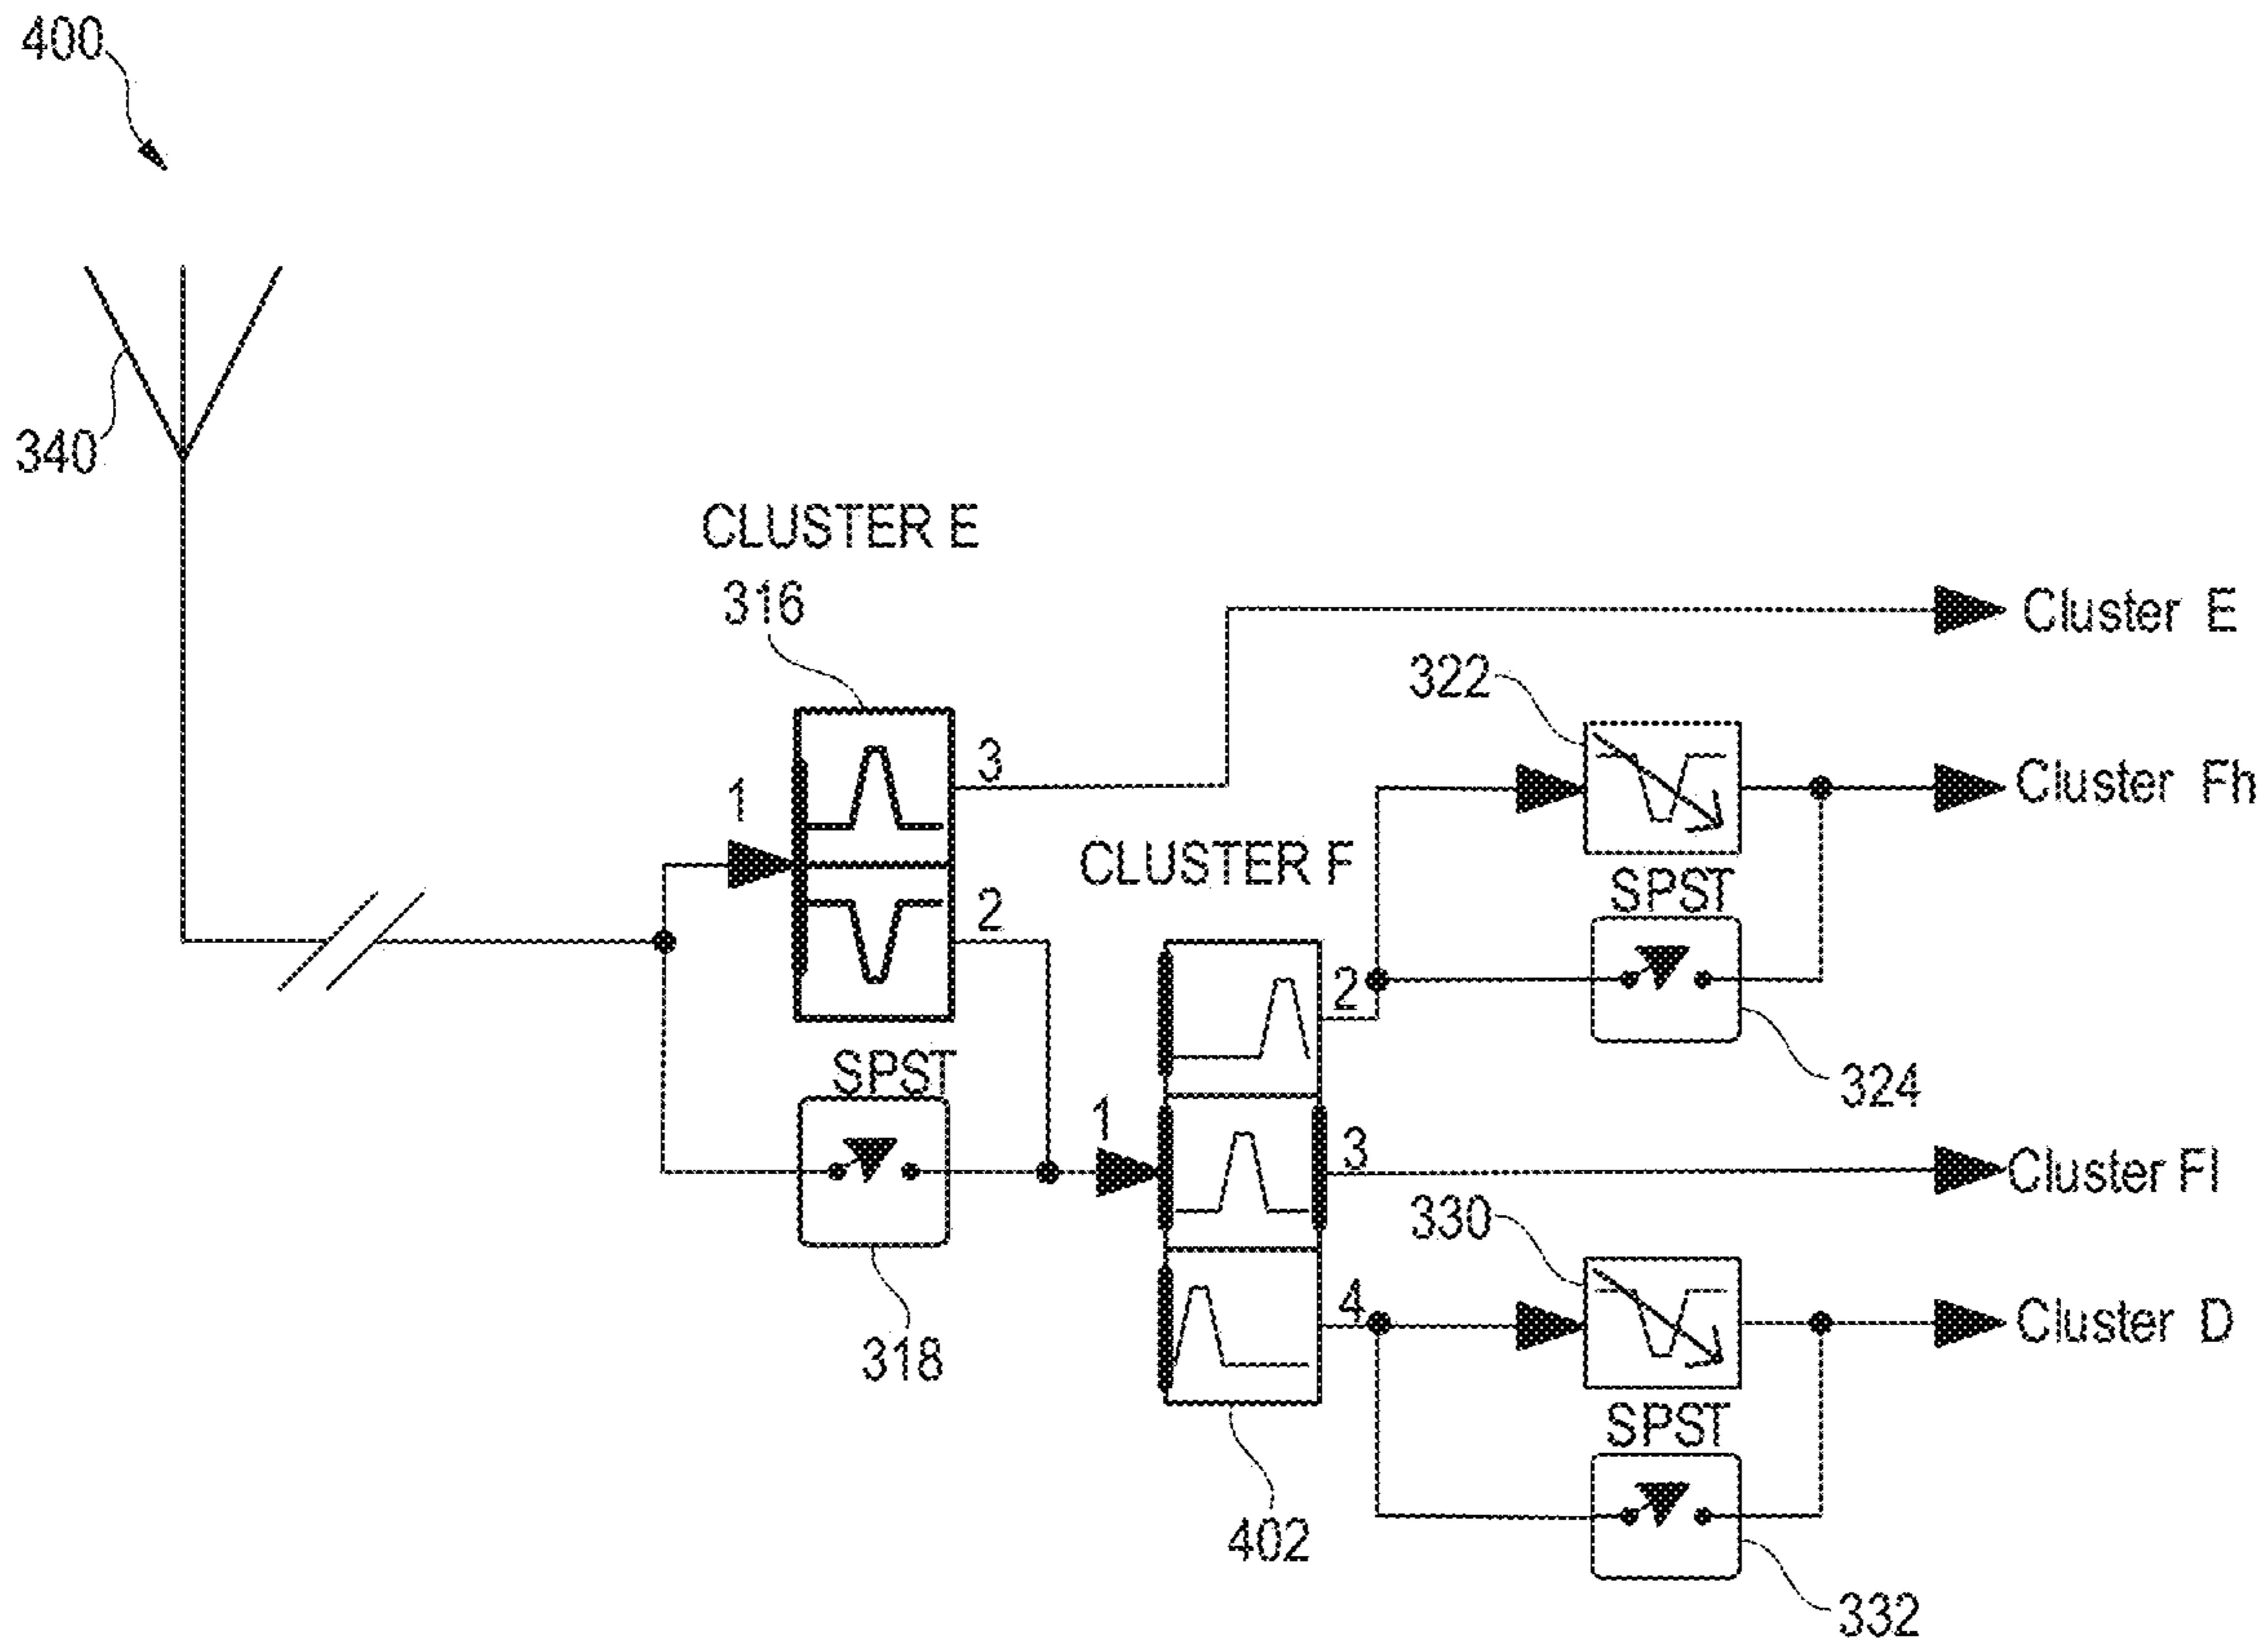 400
340
CLUSTER E
316
Cluster E
322
3
1
Cluster Fh
CLUSTER F
SPST
2
2
324
SPST
1
3
Cluster Fl
330
318
4
Cluster D
SPST
402
332